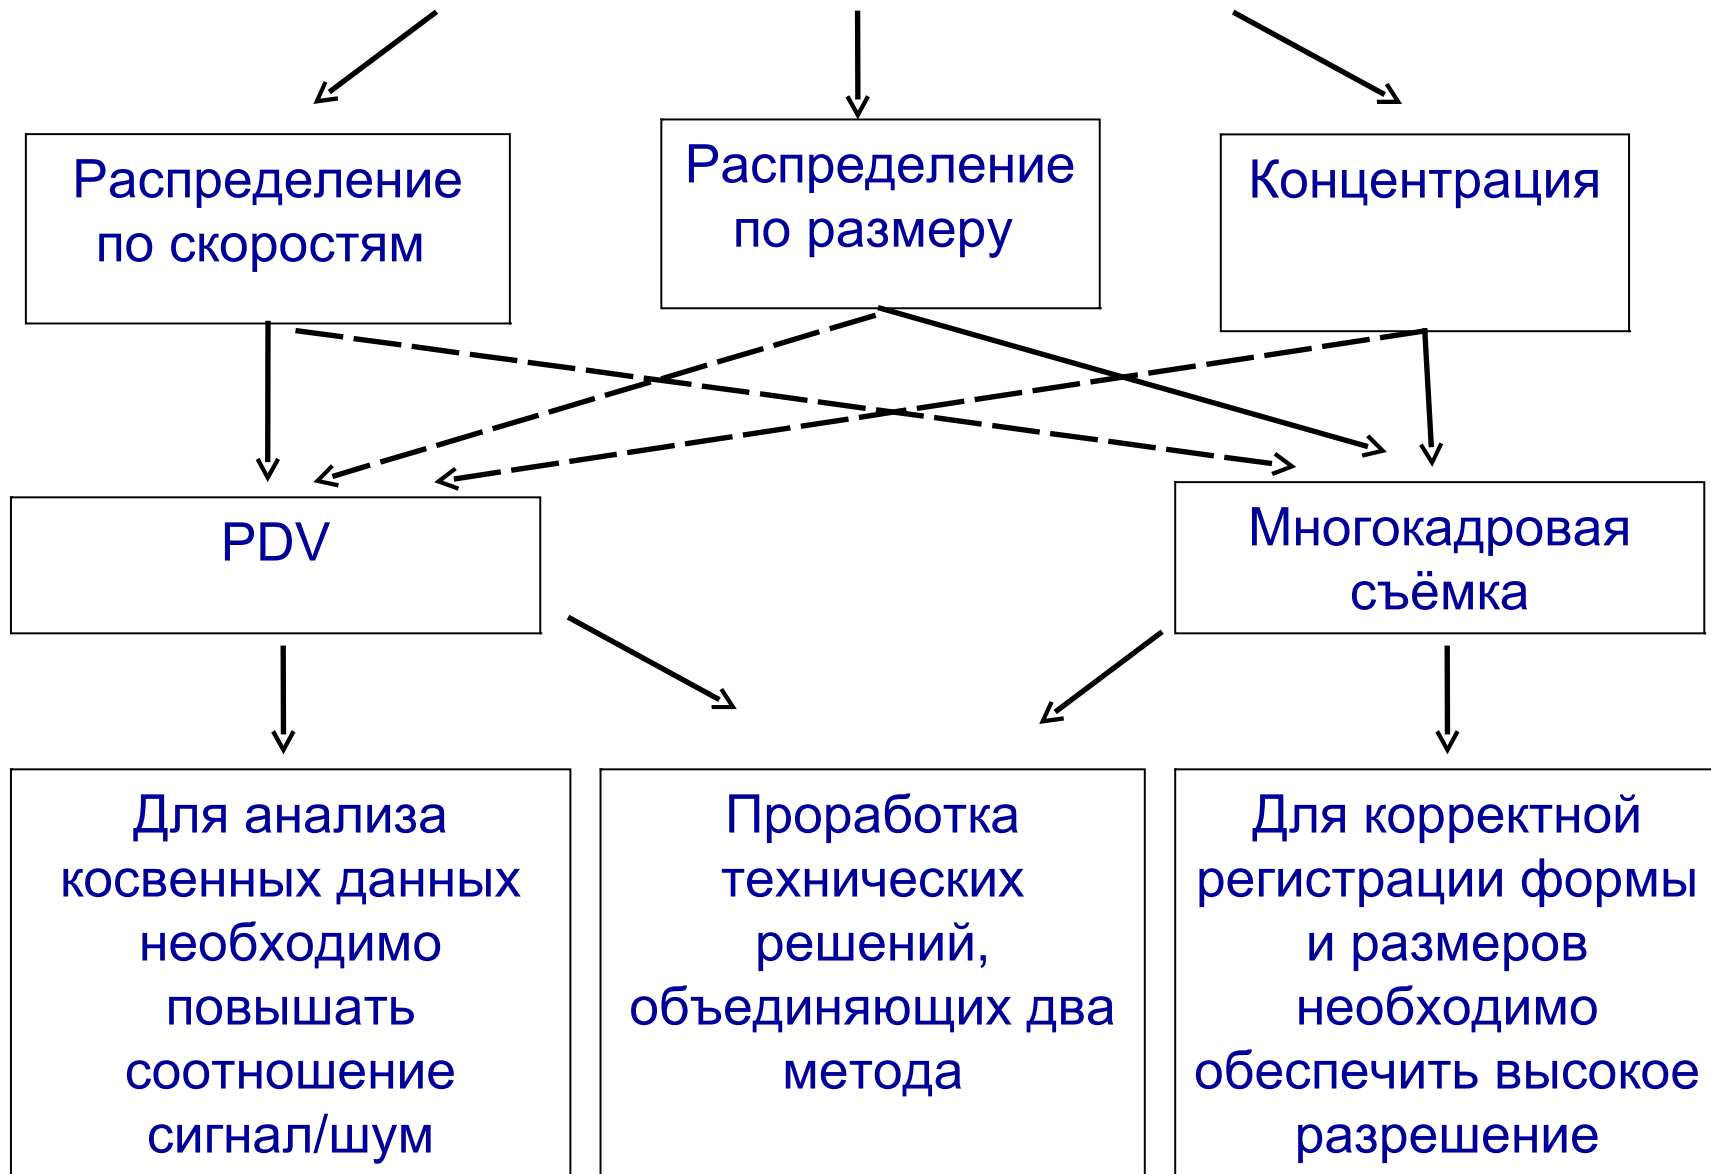 Распределение
по скоростям
Распределение
по размеру
Концентрация
PDV
Многокадровая
съёмка
Для анализа
косвенных данных
необходимо
повышать
соотношение
сигнал/шум
Проработка
технических
решений,
объединяющих два
метода
Для корректной
регистрации формы
и размеров
необходимо
обеспечить высокое
разрешение